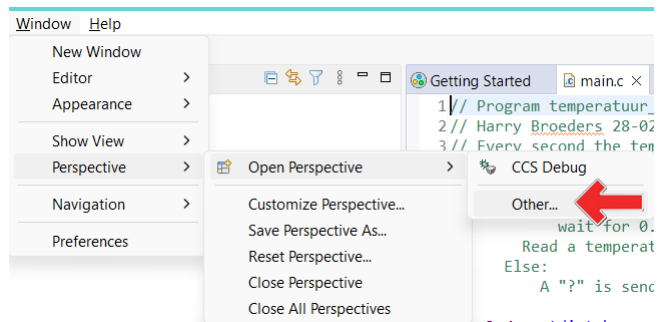 Window Help
New Window
Editor
Appearance
Show View
Perspective
Navigation
Preferences
Open Perspective
Customize Perspective...
Save Perspective As...
Reset Perspective...
Close Perspective
Close All Perspectives
CCS Debug
Other...
Getting Started main.c
1// Program temperatuur_
2// Harry Broeders 28-02
3// Every second the tem
wait for 0.
Read a temperat
Else:
A "?" is send